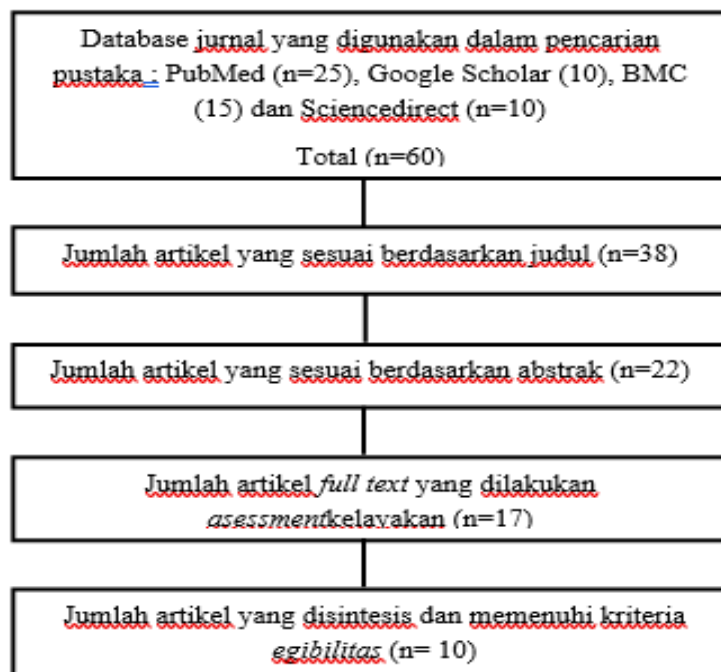 Database jurnal yang digunakan dalam pencarian
pustaka : PubMed (n=25), Google Scholar (10), BMC
(15) dan Sciencedirect (n=10)
Total (n=60)
Jumlah artikel yang sesuai berdasarkan judul (n=38)
Jumlah artikel yang sesuai berdasarkan abstrak (n=22)
Jumlah artikel full text yang dilakukan
asessmentkelayakan (n=17)
Jumlah artikel yang disintesis dan memenuhi kriteria
egibilitas (n= 10)